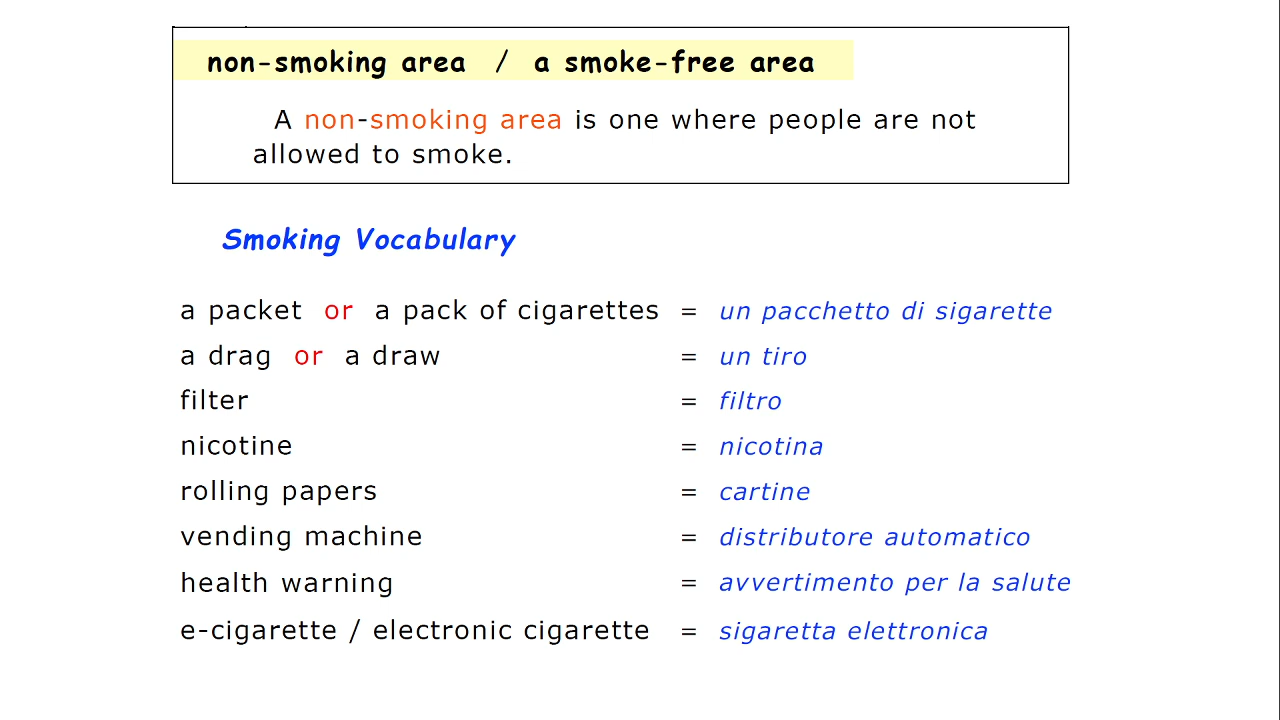 non-smoking area / a smoke-free area
A non-smoking area is one where people are not
allowed to smoke.
Smoking Vocabulary
a packet or a pack of cigarettes = un pacchetto di sigarette
a drag or a draw = un tiro
filter = filtro
nicotine = nicotina
rolling papers = cartine
vending machine = distributore automatico
health warning = avvertimento per la salute
e-cigarette / electronic cigarette = sigaretta elettronica